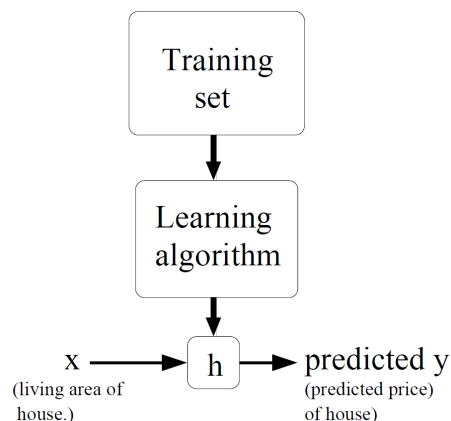 Training
set
Learning
algorithm
x
h
predicted y
(living area of
house.)
(predicted price)
of house)